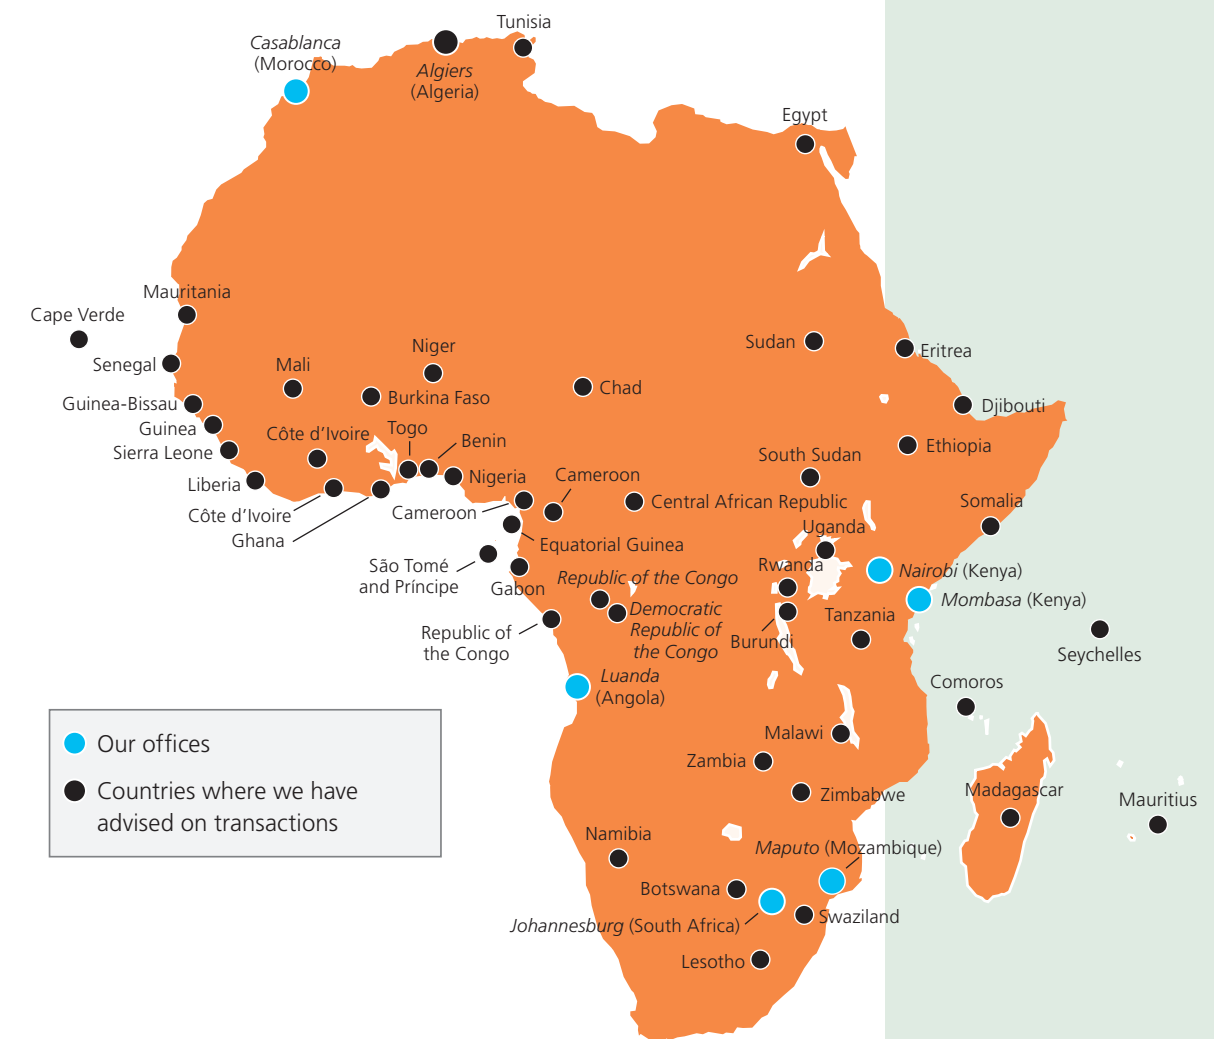 Tunisia
Casablanca
(Morocco)
Algiers
(Algeria)
Egypt
Mauritania
Cape Verde
Senegal
Mali
Niger
Chad
Sudan
Eritrea
Guinea-Bissau
Burkina Faso
Djibouti
Guinea
Côte d’Ivoire
Togo
Benin
Ethiopia
Sierra Leone
South Sudan
Liberia
Nigeria
Cameroon
Central African Republic
Somalia
Côte d’Ivoire
Cameroon
Uganda
Ghana
Equatorial Guinea
São Tomé
and Príncipe
Gabon
Republic of the Congo
Rwanda
Nairobi (Kenya)
Mombasa (Kenya)
Democratic
Republic of
the Congo
Tanzania
Burundi
Republic of
the Congo
Seychelles
Luanda
(Angola)
Comoros
Malawi
Zambia
Our offices
Countries where we have
advised on transactions
Zimbabwe
Madagascar
Mauritius
Namibia
Maputo (Mozambique)
Botswana
Johannesburg (South Africa)
Swaziland
Lesotho